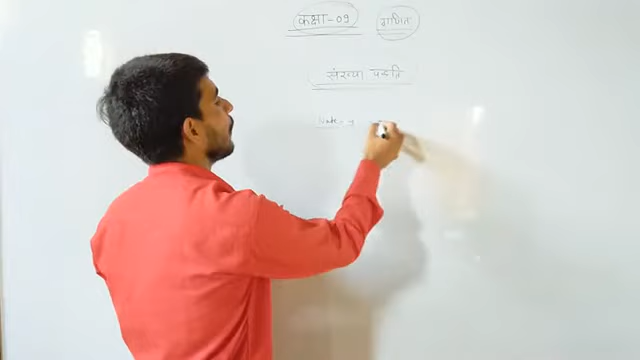 कक्षा-09 गणित
संख्या पद्धति